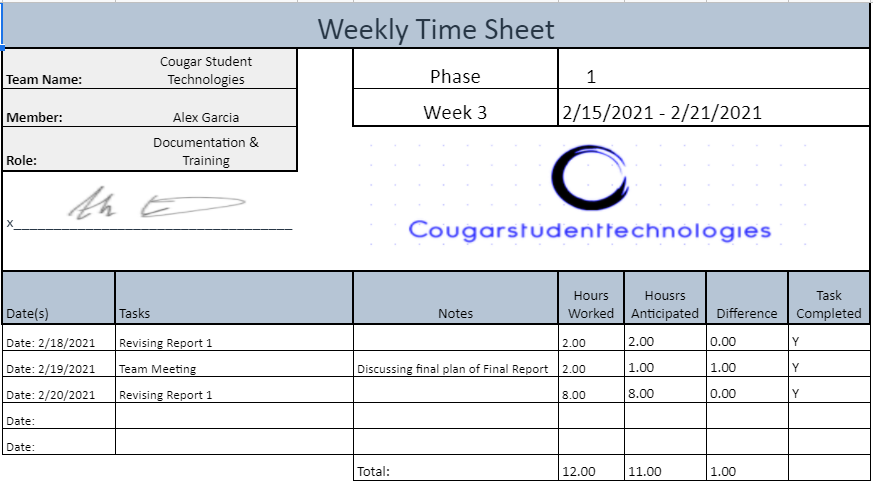 Weekly Time Sheet
Team Name: Cougar Student Technologies
Member: Alex Garcia
Role: Documentation & Training
Phase 1
Week 3 2/15/2021 - 2/21/2021
x
Cougarstudenttechnologies
Date(s) Tasks Notes Hours Worked Housrs Anticipated Difference Task Completed
Date: 2/18/2021 Revising Report 1 2.00 2.00 0.00 Y
Date: 2/19/2021 Team Meeting Discussing final plan of Final Report 2.00 1.00 1.00 Y
Date: 2/20/2021 Revising Report 1 8.00 8.00 0.00 Y
Date:
Date:
Total: 12.00 11.00 1.00